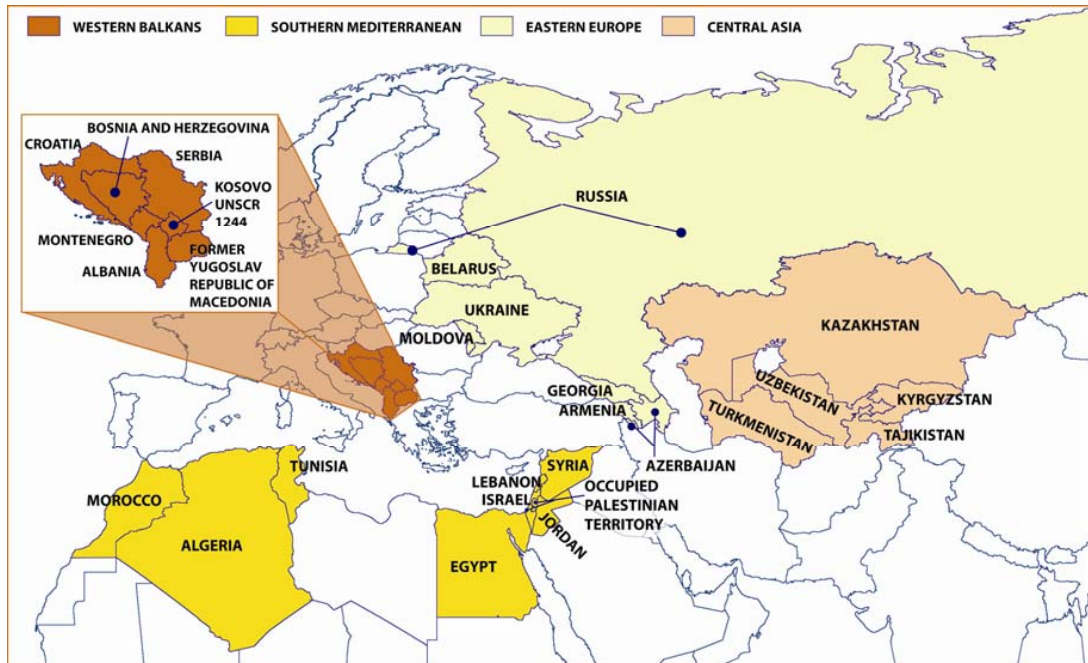 WESTERN BALKANS
SOUTHERN MEDITERRANEAN
EASTERN EUROPE
CENTRAL ASIA
BOSNIA AND HERZEGOVINA
CROATIA
SERBIA
KOSOVO
UNSCR
1244
MONTENEGRO
FORMER
YUGOSLAV
REPUBLIC OF
MACEDONIA
ALBANIA
RUSSIA
BELARUS
UKRAINE
MOLDOVA
KAZAKHSTAN
GEORGIA
ARMENIA
UZBEKISTAN
KYRGYZSTAN
TURKMENISTAN
TAJIKISTAN
AZERBAIJAN
TUNISIA
SYRIA
LEBANON
ISRAEL
OCCUPIED
PALESTINIAN
TERRITORY
MOROCCO
JORDAN
ALGERIA
EGYPT